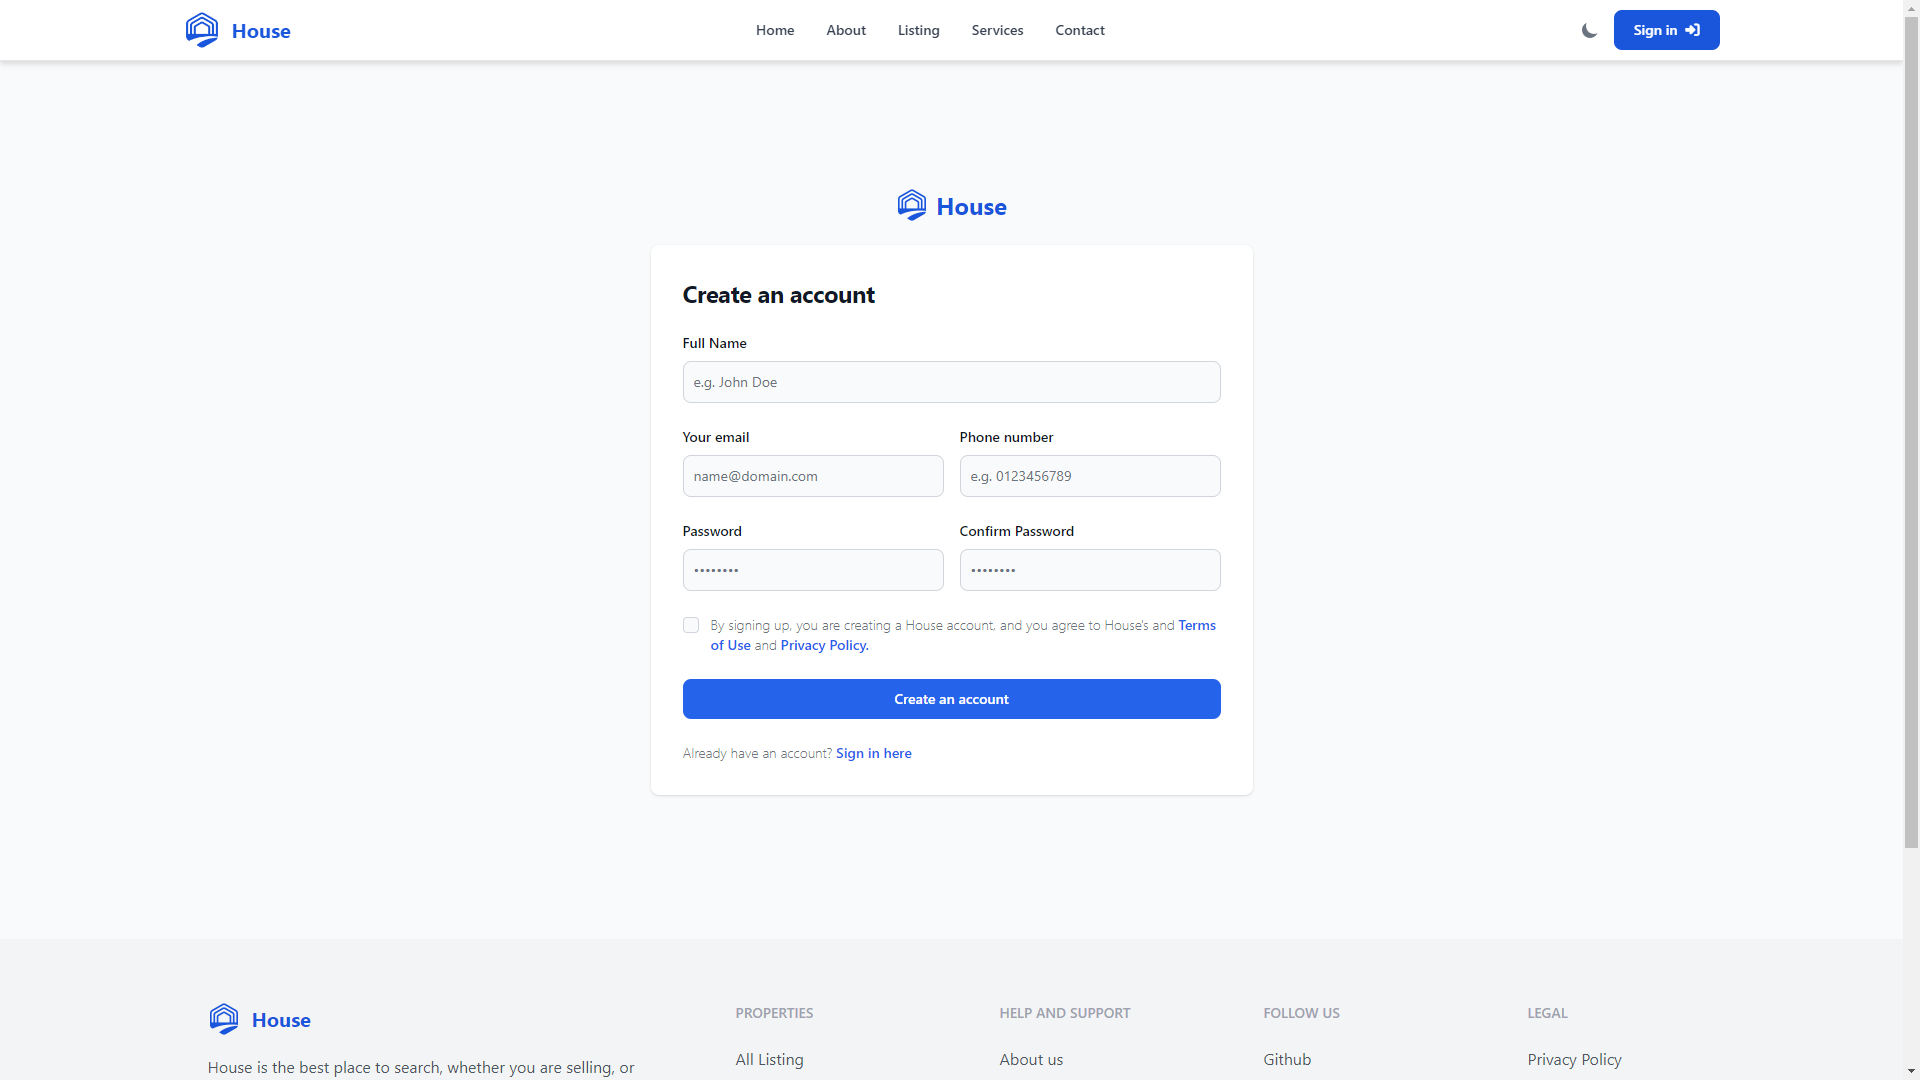 House
Home
About
Listing
Services
Contact
Sign in
House
Create an account
Full Name
e.g. John Doe
Your email
Phone number
name@domain.com
e.g. 0123456789
Password
Confirm Password
••••••••
••••••••
By signing up, you are creating a House account, and you agree to House's and Terms
of Use and Privacy Policy.
Create an account
Already have an account? Sign in here
House
House is the best place to search, whether you are selling, or
PROPERTIES
All Listing
HELP AND SUPPORT
About us
FOLLOW US
Github
LEGAL
Privacy Policy